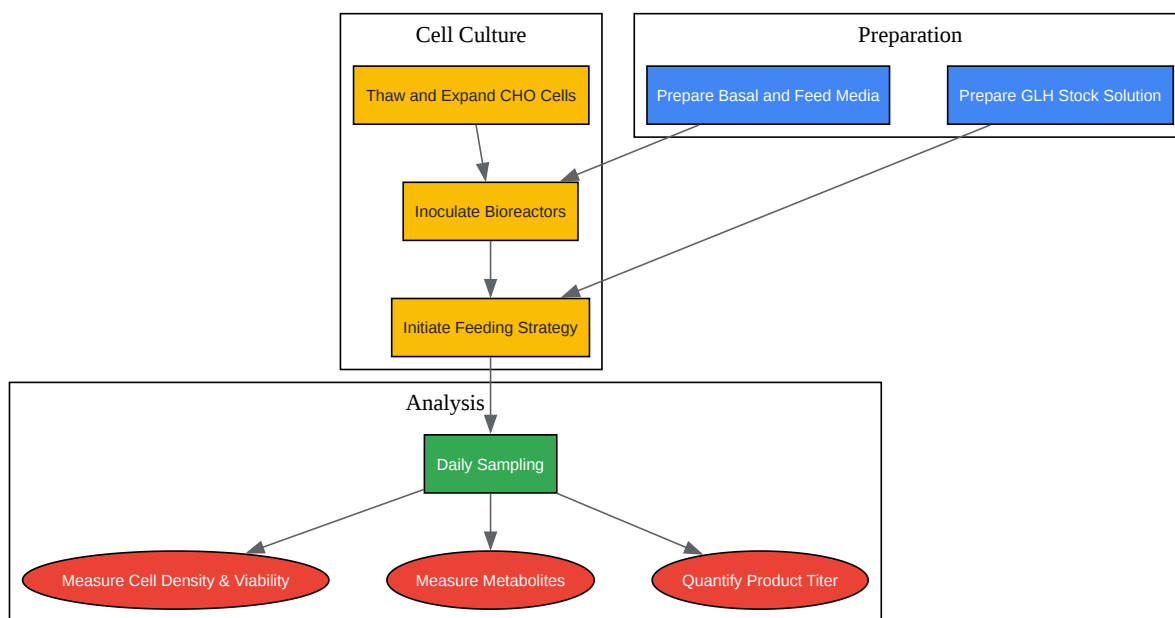 Cell Culture
Preparation
Thaw and Expand CHO Cells
Prepare Basal and Feed Media
Prepare GLH Stock Solution
Inoculate Bioreactors
Initiate Feeding Strategy
Analysis
Daily Sampling
Measure Cell Density & Viability
Measure Metabolites
Quantify Product Titer